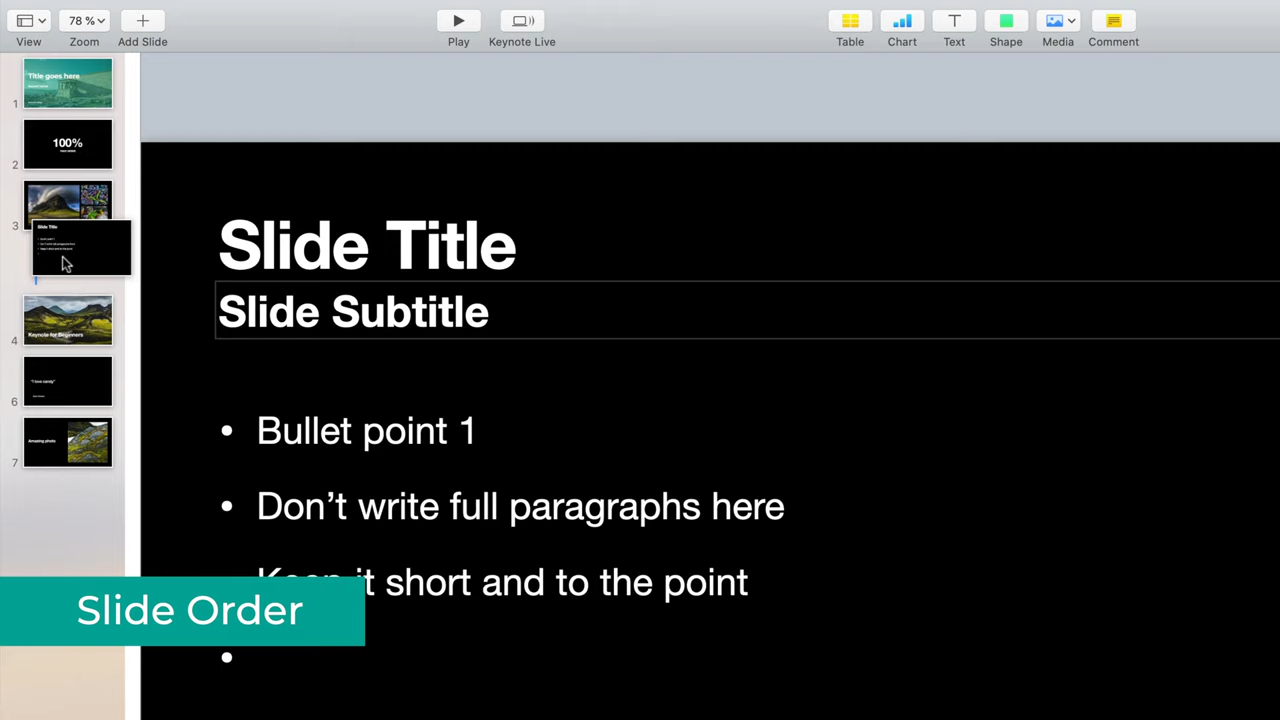 78 %
View
Zoom
Add Slide
Play
Keynote Live
Table
Chart
Text
Shape
Media
Comment
1
Title goes here
2
100%
3
Slide Title
4
Keynote for Beginners
6
"I love candy"
7
Amazing photo
Slide Title
Slide Subtitle
• Bullet point 1
• Don't write full paragraphs here
Keep it short and to the point
•
Slide Order